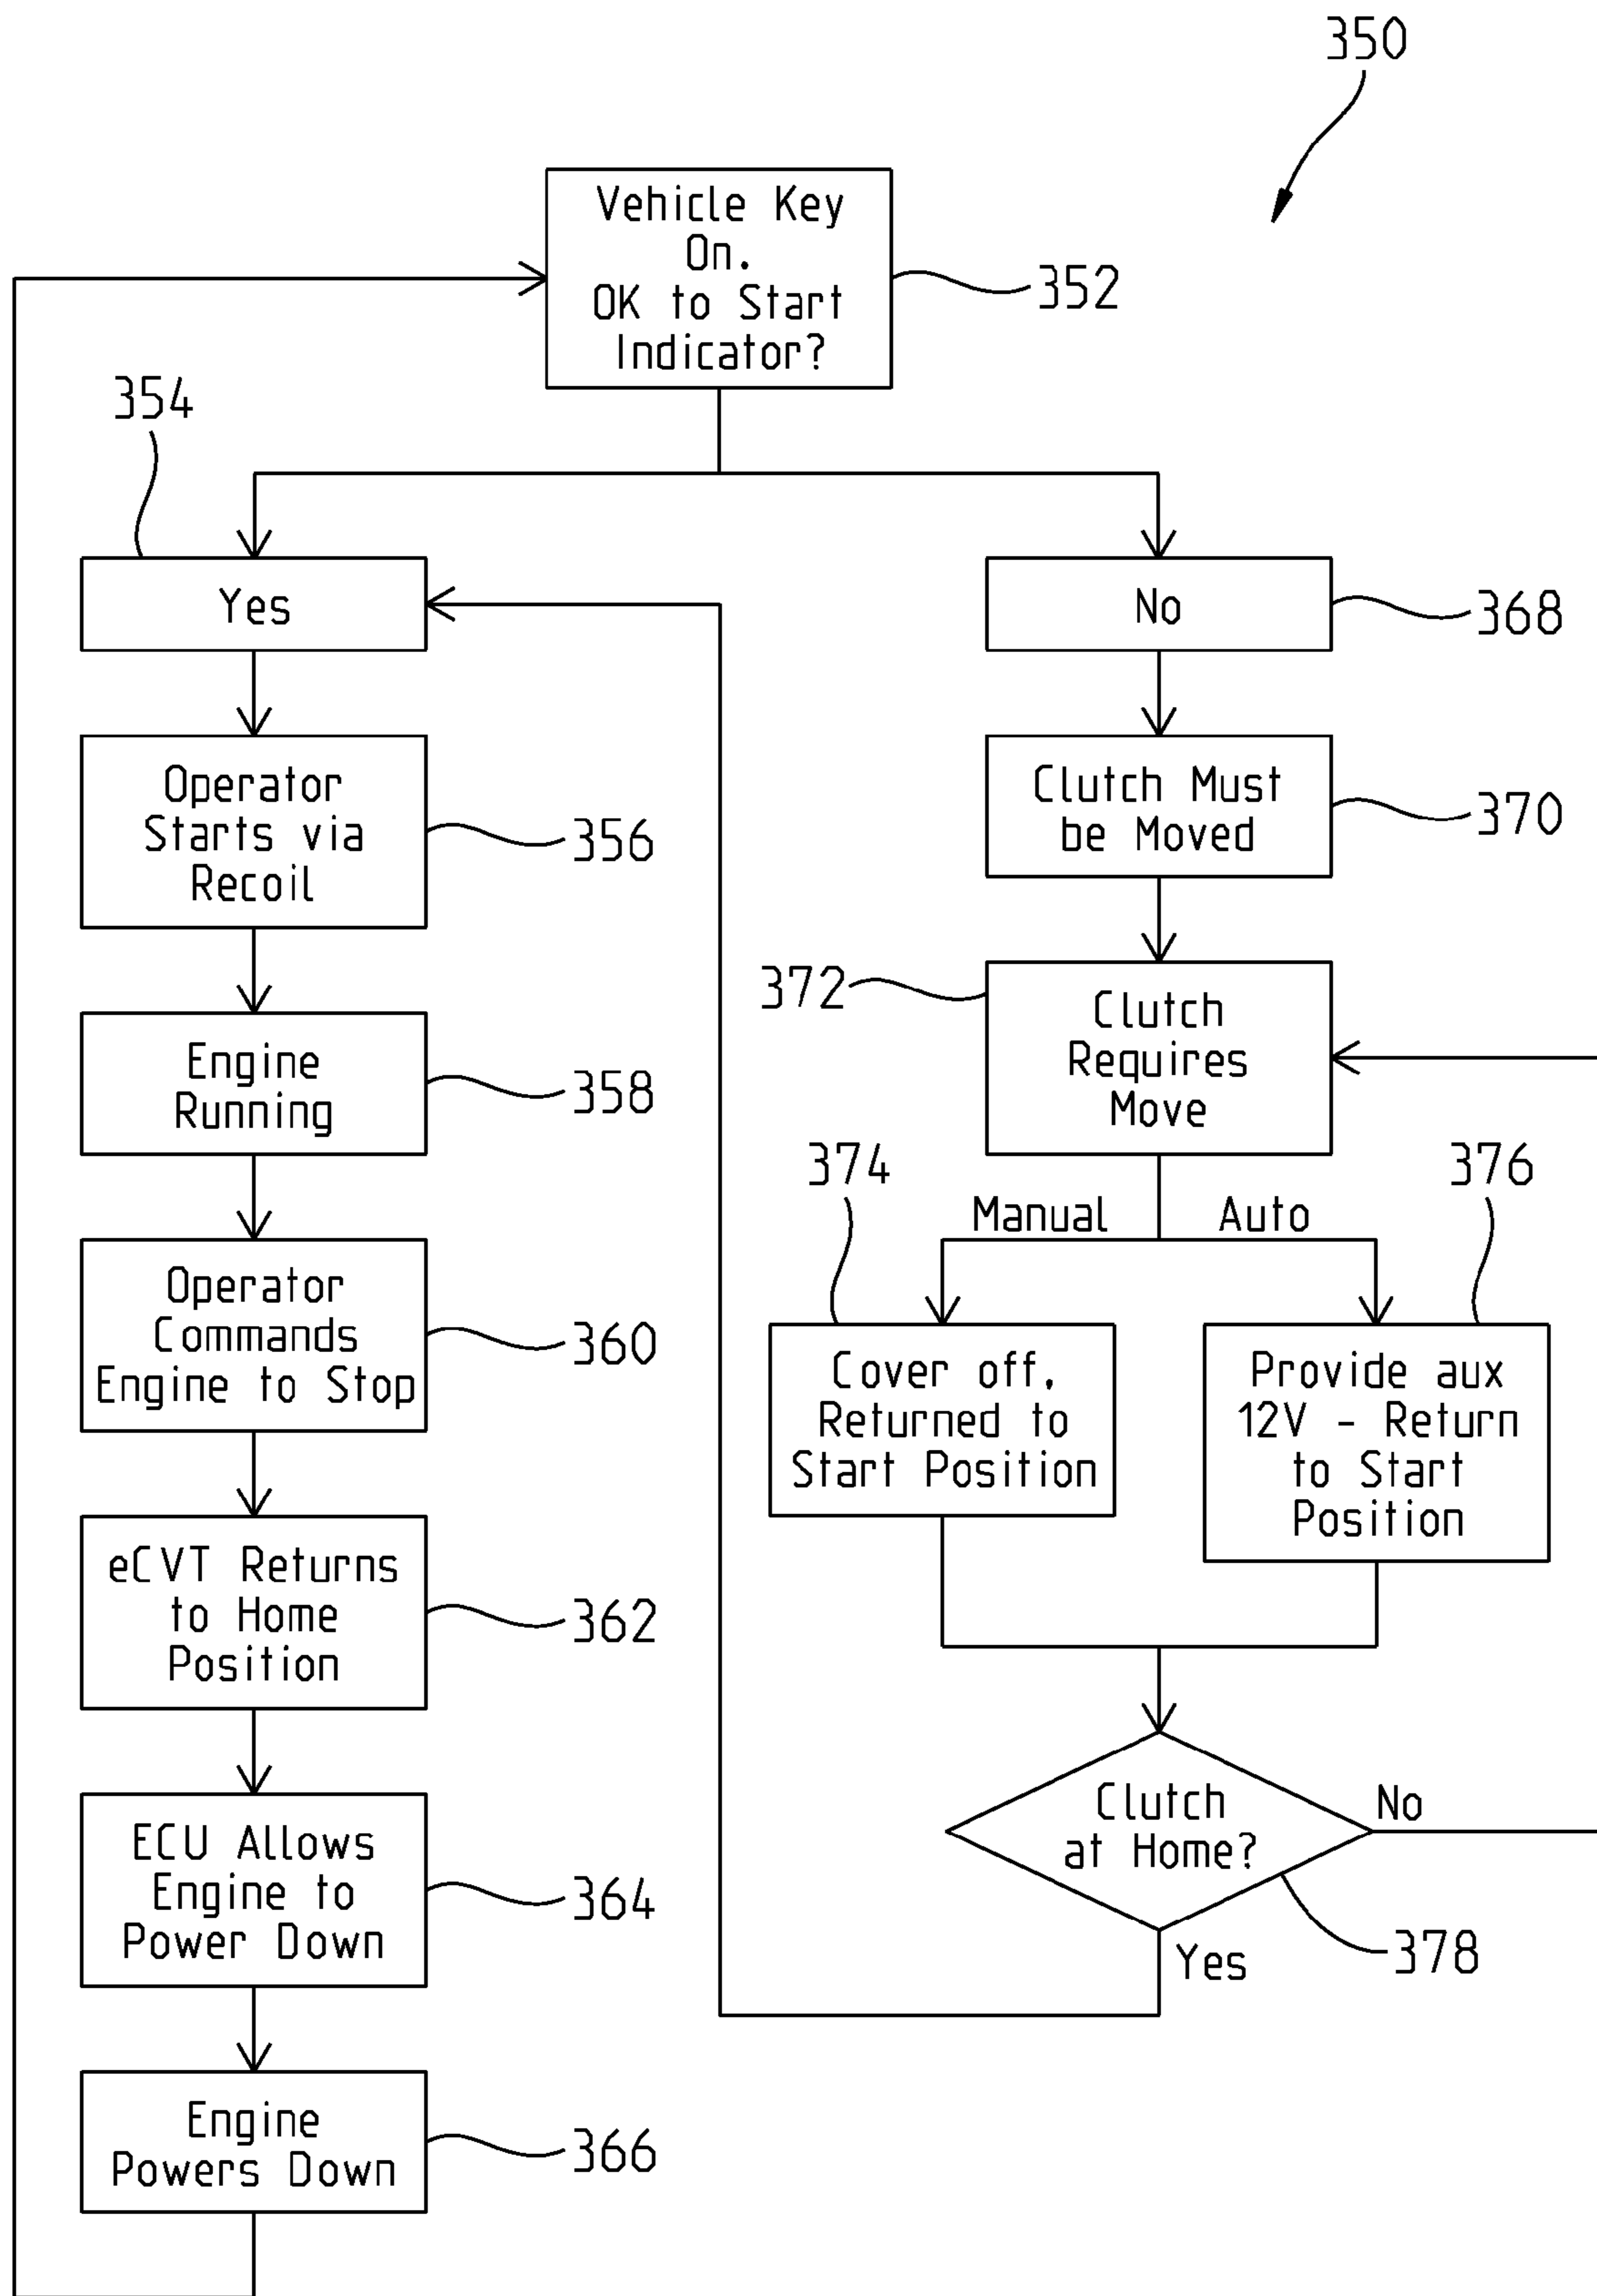 350
Vehicle Key
On.
OK to Start
Indicator?
352
354
Yes
No
368
Operator
Starts via
Recoil
356
Clutch Must
be Moved
370
Engine
Running
358
372
Clutch
Requires
Move
Operator
Commands
Engine to Stop
360
374
Manual
Auto
376
Cover off,
Returned to
Start Position
Provide aux
12V - Return
to Start
Position
eCVT Returns
to Home
Position
362
ECU Allows
Engine to
Power Down
364
Clutch
at Home?
No
378
Yes
Engine
Powers Down
366